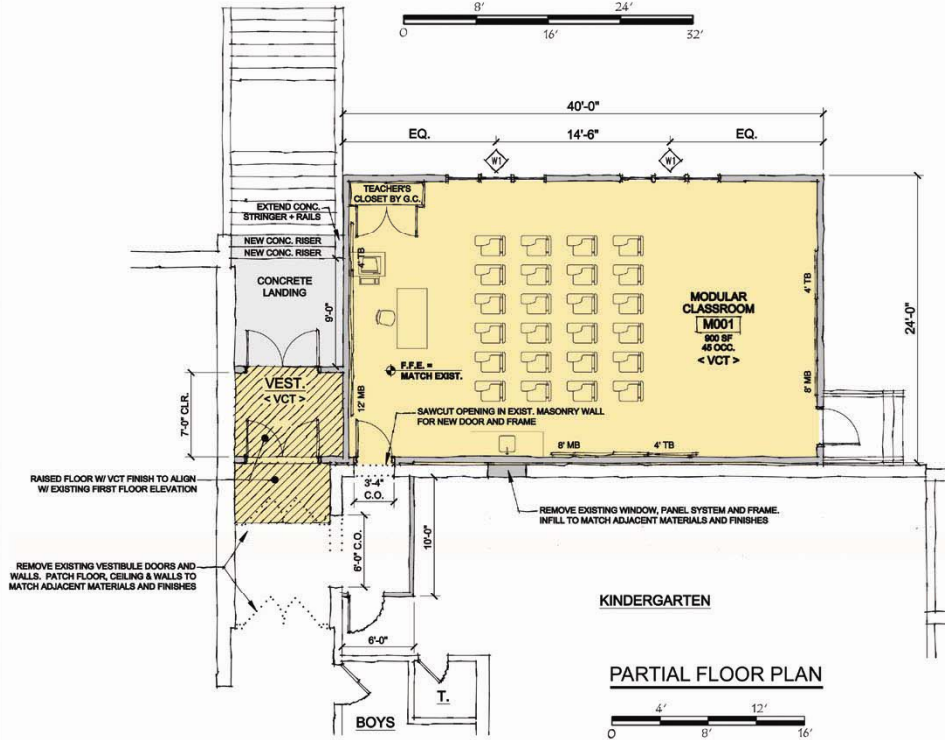 8' 24'
0 16' 32'
40'-0"
EQ. 14'-6" EQ.
W1 W1
TEACHER'S
CLOSET BY G.C.
EXTEND CONC.
STRINGER + RAILS
NEW CONC. RISER
NEW CONC. RISER
4' TB
CONCRETE
LANDING
9'-0"
MODULAR
CLASSROOM
M001
900 SF
45 OCC.
< VCT >
4' TB
24'-0"
F.F.E. =
MATCH EXIST.
VEST.
< VCT >
7'-0" CLR.
12' MB
8' MB
SAWCUT OPENING IN EXIST. MASONRY WALL
FOR NEW DOOR AND FRAME
8' MB 4' TB
RAISED FLOOR W/ VCT FINISH TO ALIGN
W/ EXISTING FIRST FLOOR ELEVATION
3'-4"
C.O.
REMOVE EXISTING WINDOW, PANEL SYSTEM AND FRAME.
INFILL TO MATCH ADJACENT MATERIALS AND FINISHES
6'-0" C.O.
10'-0"
REMOVE EXISTING VESTIBULE DOORS AND
WALLS. PATCH FLOOR, CEILING & WALLS TO
MATCH ADJACENT MATERIALS AND FINISHES
KINDERGARTEN
6'-0"
PARTIAL FLOOR PLAN
T.
BOYS
4' 12'
0 8' 16'